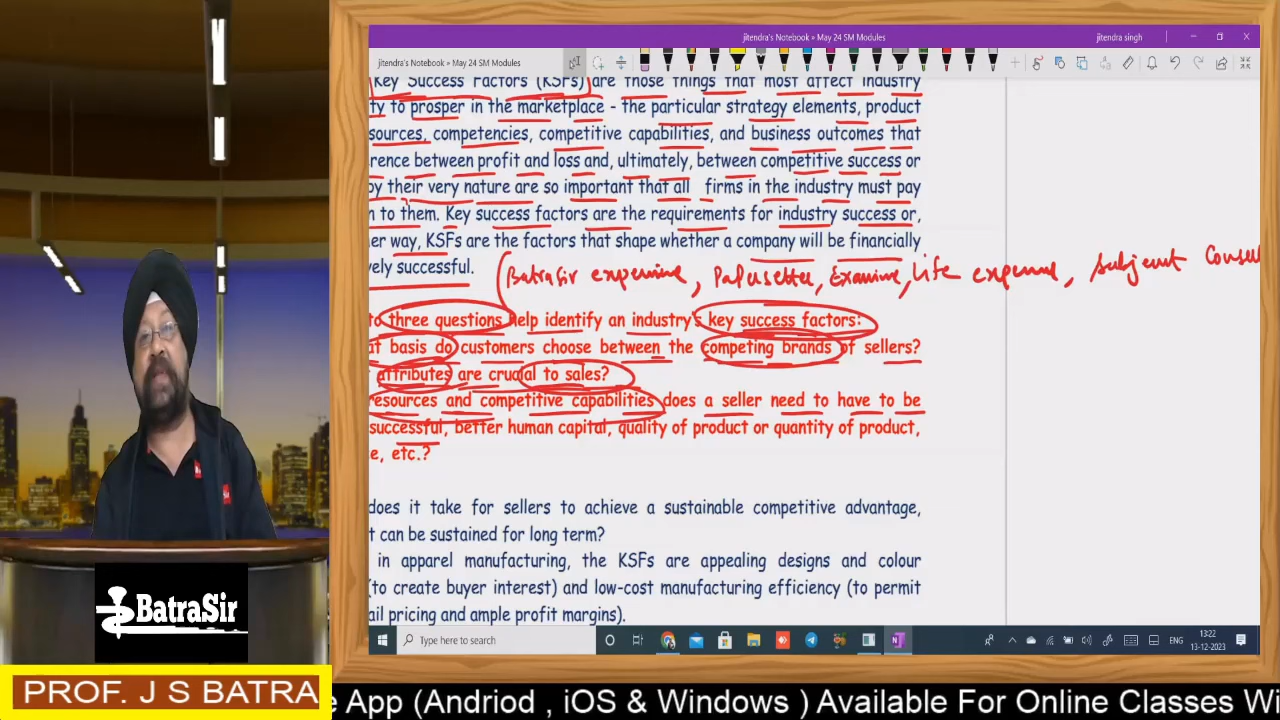 jitendra's Notebook » May 24 SM Modules
jitendra singh
jitendra's Notebook » May 24 SM Modules
Key Success Factors (KSFs) are those things that most affect industry
ty to prosper in the marketplace - the particular strategy elements, product
sources, competencies, competitive capabilities, and business outcomes that
rence between profit and loss and, ultimately, between competitive success or
by their very nature are so important that all firms in the industry must pay
n to them. Key success factors are the requirements for industry success or,
er way, KSFs are the factors that shape whether a company will be financially
vely successful.
BatraSir experience, Papersetter, Examiner, Life experience, Subject Consul
to three questions help identify an industry's key success factors:
at basis do customers choose between the competing brands of sellers?
attributes are crucial to sales?
resources and competitive capabilities does a seller need to have to be
successful, better human capital, quality of product or quantity of product,
e, etc.?
does it take for sellers to achieve a sustainable competitive advantage,
t can be sustained for long term?
in apparel manufacturing, the KSFs are appealing designs and colour
(to create buyer interest) and low-cost manufacturing efficiency (to permit
ail pricing and ample profit margins).
BatraSir
Type here to search
ENG
13:22
13-12-2023
PROF. J S BATRA
e App (Andriod , iOS & Windows ) Available For Online Classes Wi